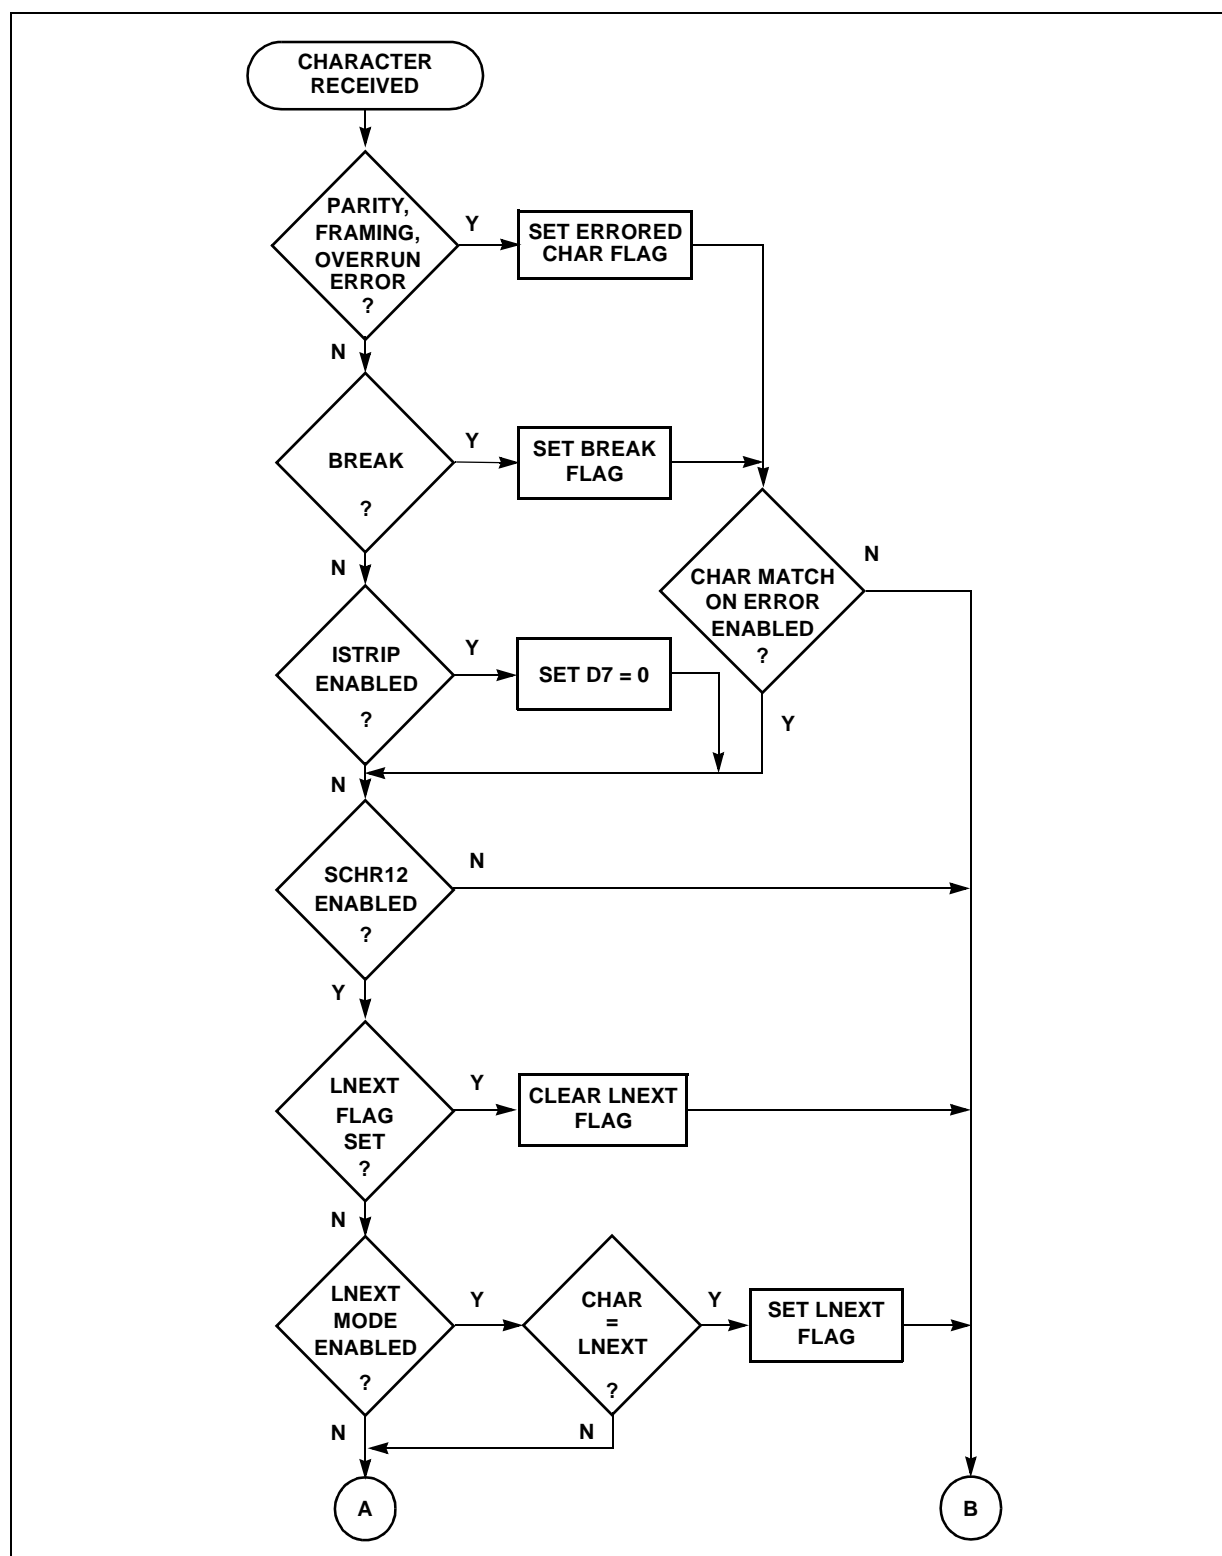 CHARACTER
RECEIVED
PARITY,
FRAMING,
OVERRUN
ERROR
?
Y
SET ERRORED
CHAR FLAG
N
BREAK
?
Y
SET BREAK
FLAG
N
CHAR MATCH
ON ERROR
ENABLED
?
N
Y
ISTRIP
ENABLED
?
Y
SET D7 = 0
N
SCHR12
ENABLED
?
N
Y
LNEXT
FLAG
SET
?
Y
CLEAR LNEXT
FLAG
N
LNEXT
MODE
ENABLED
?
Y
CHAR
=
LNEXT
?
Y
SET LNEXT
FLAG
N
N
A
B